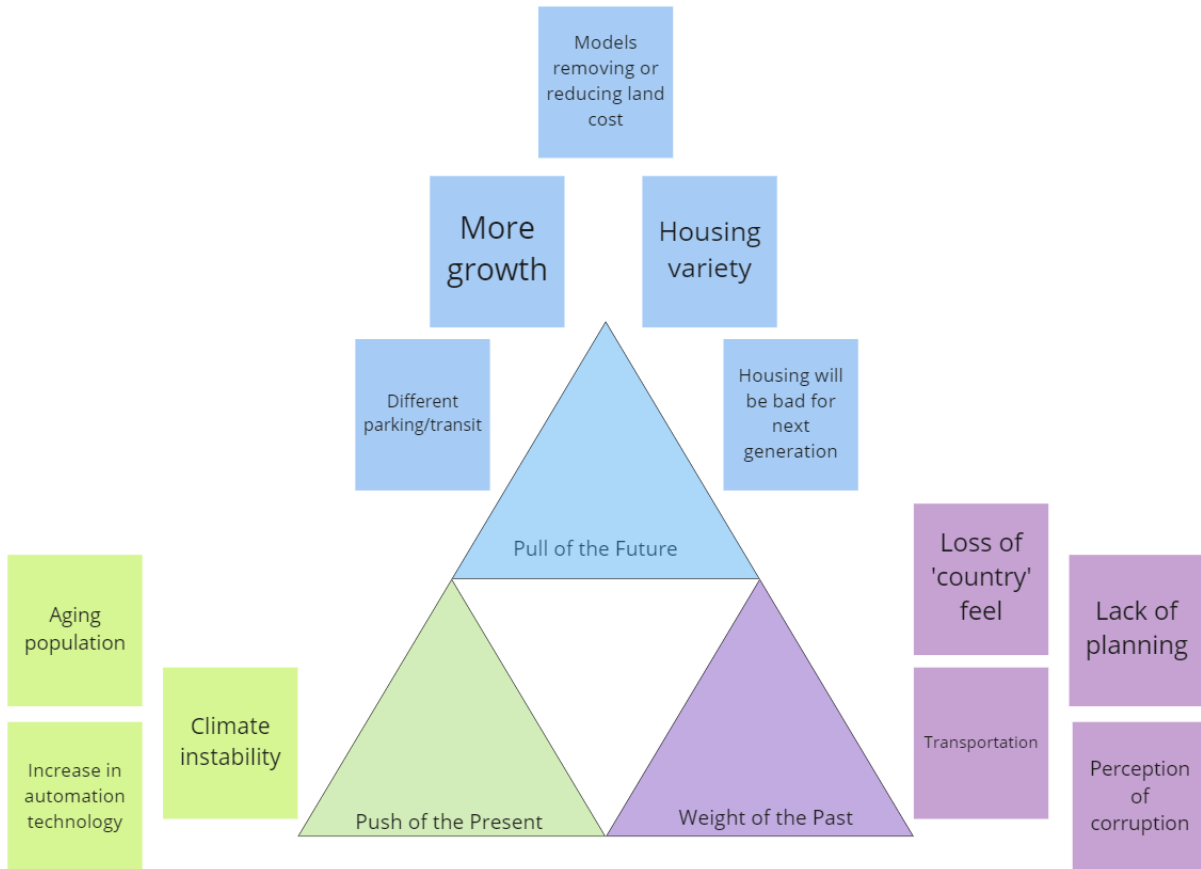 Models
removing or
reducing land
cost
More
growth
Housing
variety
Different
parking/transit
Housing will
be bad for
next
generation
Pull of the Future
Aging
population
Climate
instability
Increase in
automation
technology
Push of the Present
Loss of
'country'
feel
Lack of
planning
Transportation
Perception
of
corruption
Weight of the Past